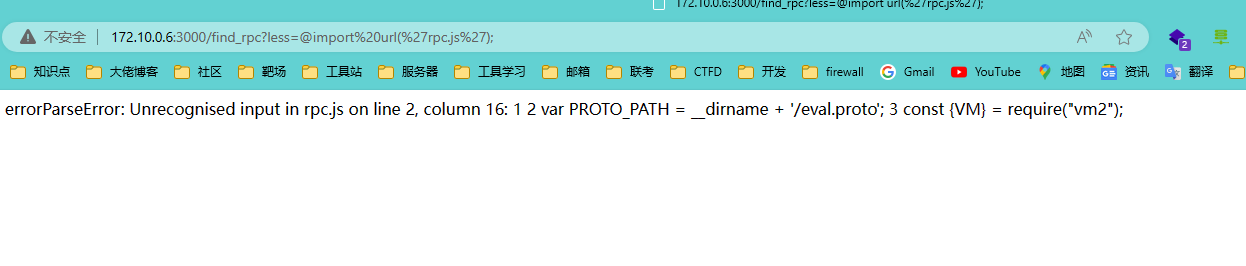 172.10.0.6:3000/find_rpc?less=@import url(%27rpc.js%27);
不安全 172.10.0.6:3000/find_rpc?less=@import%20url(%27rpc.js%27); A 2
知识点 大佬博客 社区 靶场 工具站 服务器 工具学习 邮箱 联考 CTFD 开发 firewall Gmail YouTube 地图 资讯 翻译
errorParseError: Unrecognised input in rpc.js on line 2, column 16: 1 2 var PROTO_PATH = __dirname + '/eval.proto'; 3 const {VM} = require("vm2");